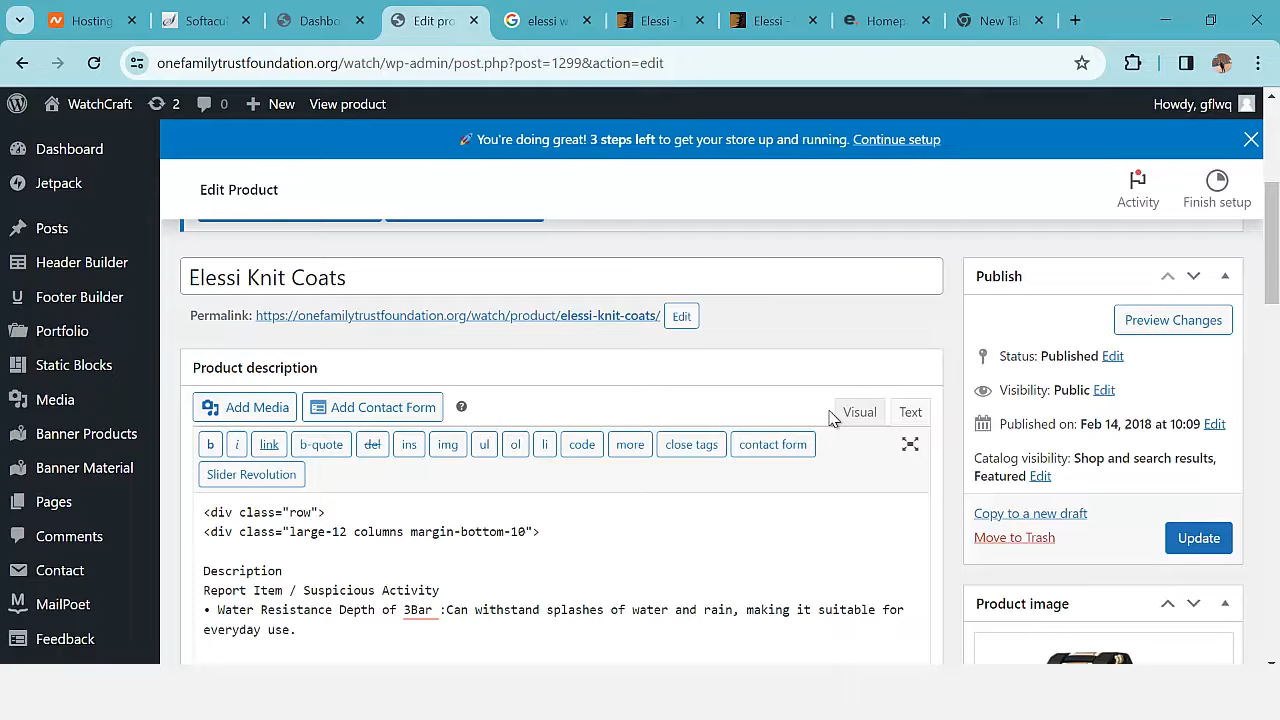 Hosting
Softacul
Dashbo
Edit pro
elessi w
Elessi -
Elessi -
Homep
New Tal
onefamilytrustfoundation.org/watch/wp-admin/post.php?post=1299&action=edit
WatchCraft 2 0 New View product Howdy, gflwq
🚀 You're doing great! 3 steps left to get your store up and running. Continue setup
Edit Product
Activity
Finish setup
Dashboard
Jetpack
Posts
Header Builder
Footer Builder
Portfolio
Static Blocks
Media
Banner Products
Banner Material
Pages
Comments
Contact
MailPoet
Feedback
Elessi Knit Coats
Permalink: https://onefamilytrustfoundation.org/watch/product/elessi-knit-coats/ Edit
Product description
Add Media Add Contact Form
Visual Text
b i link b-quote del ins img ul ol li code more close tags contact form
Slider Revolution
<div class="row">
<div class="large-12 columns margin-bottom-10">
Description
Report Item / Suspicious Activity
• Water Resistance Depth of 3Bar :Can withstand splashes of water and rain, making it suitable for
everyday use.
Publish
Preview Changes
Status: Published Edit
Visibility: Public Edit
Published on: Feb 14, 2018 at 10:09 Edit
Catalog visibility: Shop and search results,
Featured Edit
Copy to a new draft
Move to Trash
Update
Product image